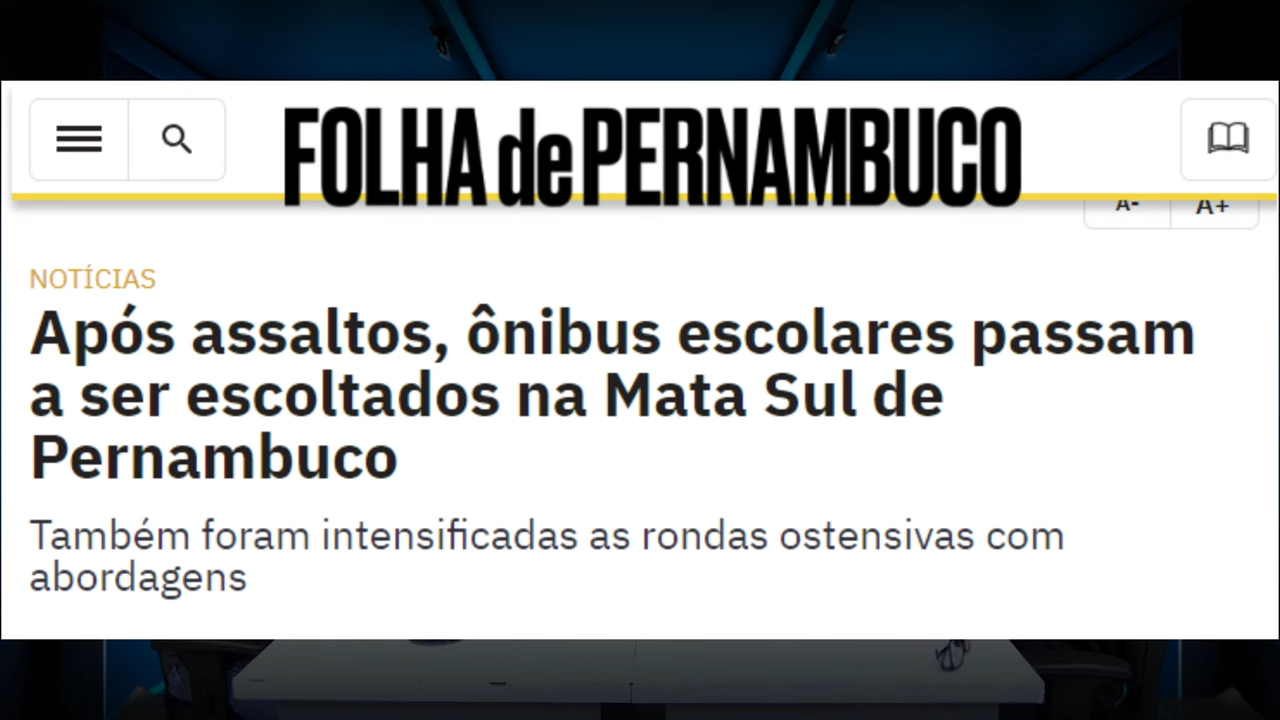 FOLHA de PERNAMBUCO
A- A+
NOTÍCIAS
Após assaltos, ônibus escolares passam
a ser escoltados na Mata Sul de
Pernambuco
Também foram intensificadas as rondas ostensivas com
abordagens